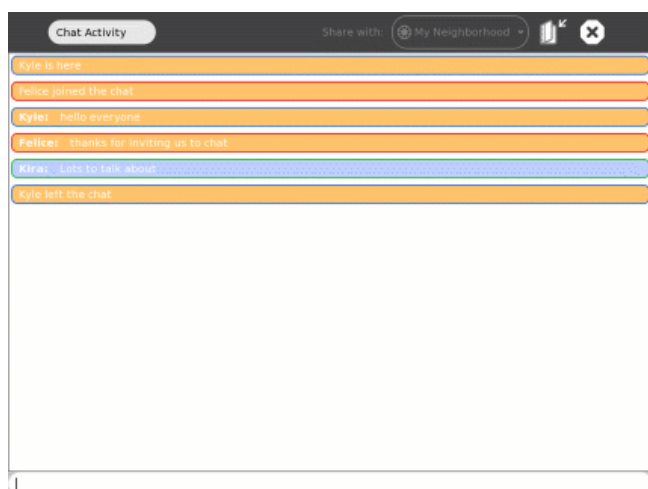 Chat Activity
Share with: My Neighborhood
Kyle is here
Felice joined the chat
Kyle: hello everyone
Felice: thanks for inviting us to chat
Kira: Lots to talk about
Kyle left the chat